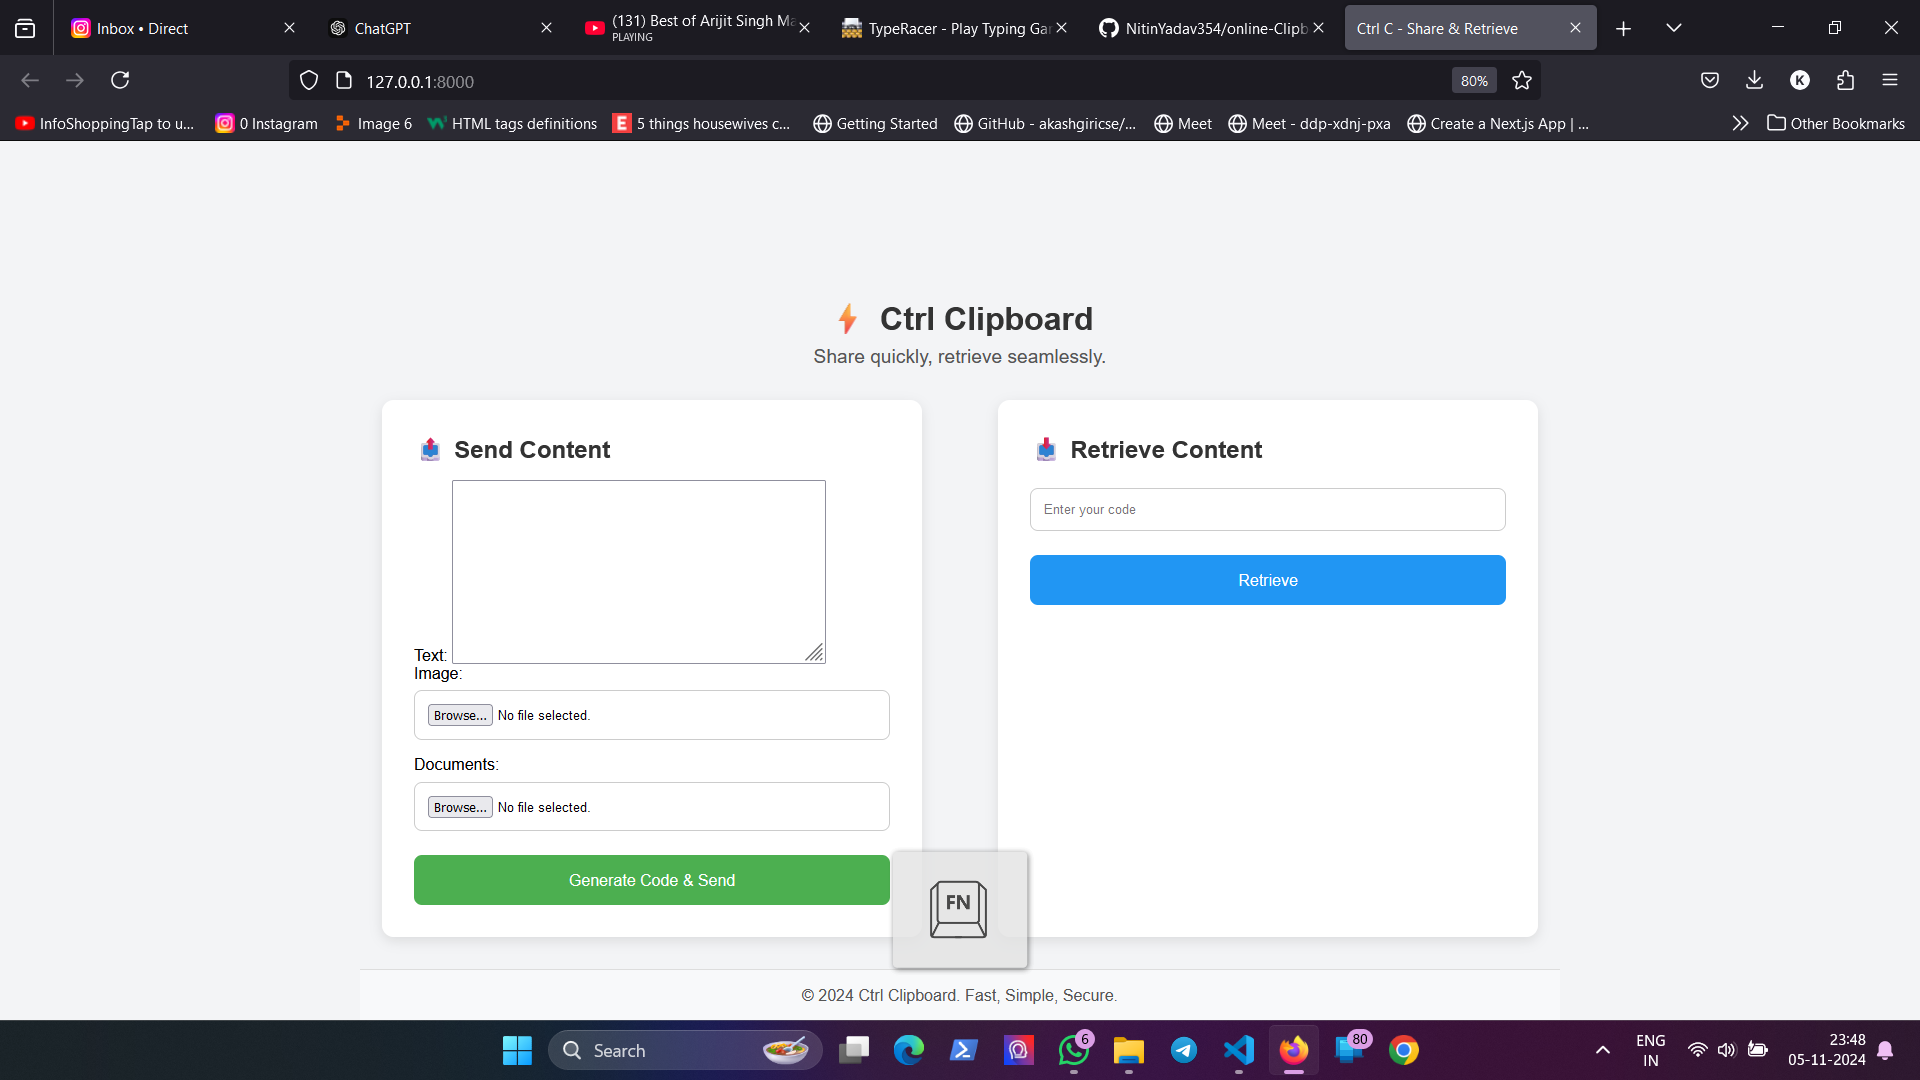 Inbox • Direct
ChatGPT
(131) Best of Arijit Singh Ma
PLAYING
TypeRacer - Play Typing Gar
NitinYadav354/online-Clipb
Ctrl C - Share & Retrieve
127.0.0.1:8000
80%
K
InfoShoppingTap to u...
0 Instagram
Image 6
HTML tags definitions
E
5 things housewives c...
Getting Started
GitHub - akashgiricse/...
Meet
Meet - ddp-xdnj-pxa
Create a Next.js App | ...
Other Bookmarks
Ctrl Clipboard
Share quickly, retrieve seamlessly.
Send Content
Text:
Image:
Browse... No file selected.
Documents:
Browse... No file selected.
Generate Code & Send
Retrieve Content
Enter your code
Retrieve
FN
© 2024 Ctrl Clipboard. Fast, Simple, Secure.
Search
6
80
ENG
IN
23:48
05-11-2024